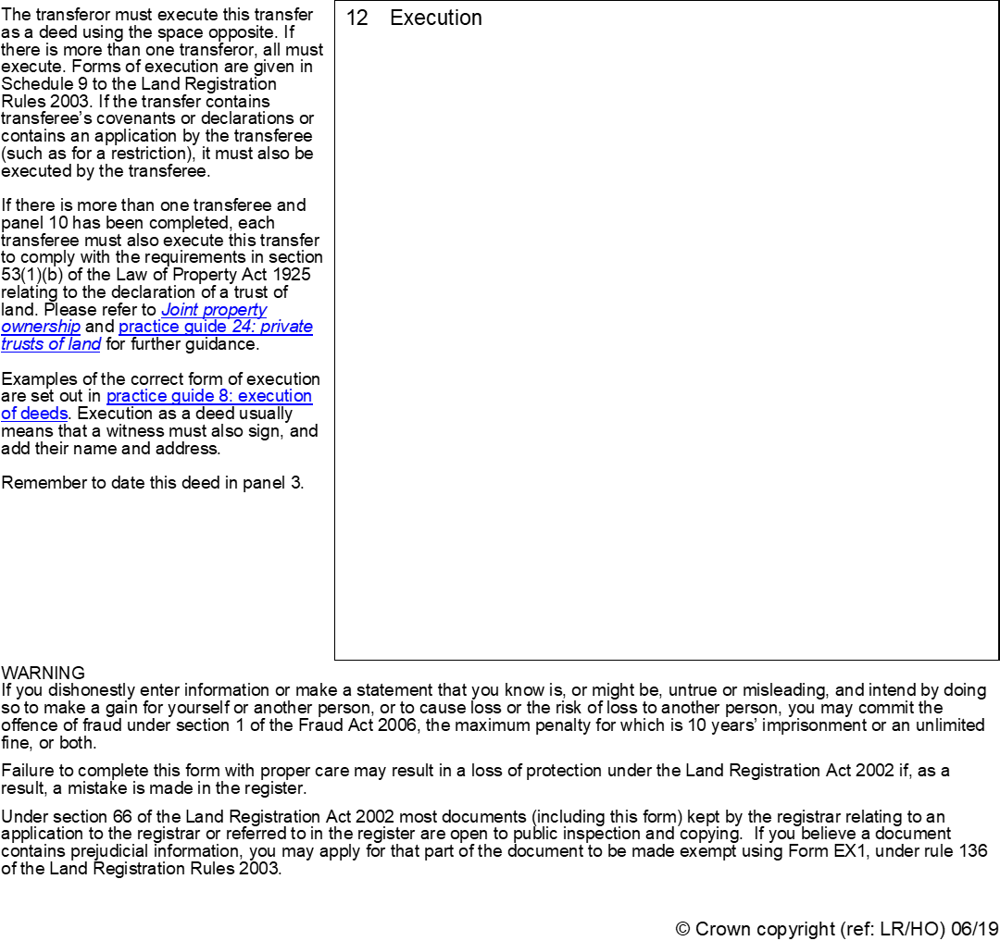 The transferor must execute this transfer
as a deed using the space opposite. If
there is more than one transferor, all must
execute. Forms of execution are given in
Schedule 9 to the Land Registration
Rules 2003. If the transfer contains
transferee’s covenants or declarations or
contains an application by the transferee
(such as for a restriction), it must also be
executed by the transferee.
If there is more than one transferee and
panel 10 has been completed, each
transferee must also execute this transfer
to comply with the requirements in section
53(1)(b) of the Law of Property Act 1925
relating to the declaration of a trust of
land. Please refer to Joint property
ownership and practice guide 24: private
trusts of land for further guidance.
Examples of the correct form of execution
are set out in practice guide 8: execution
of deeds. Execution as a deed usually
means that a witness must also sign, and
add their name and address.
Remember to date this deed in panel 3.
12 Execution
WARNING
If you dishonestly enter information or make a statement that you know is, or might be, untrue or misleading, and intend by doing
so to make a gain for yourself or another person, or to cause loss or the risk of loss to another person, you may commit the
offence of fraud under section 1 of the Fraud Act 2006, the maximum penalty for which is 10 years’ imprisonment or an unlimited
fine, or both.
Failure to complete this form with proper care may result in a loss of protection under the Land Registration Act 2002 if, as a
result, a mistake is made in the register.
Under section 66 of the Land Registration Act 2002 most documents (including this form) kept by the registrar relating to an
application to the registrar or referred to in the register are open to public inspection and copying. If you believe a document
contains prejudicial information, you may apply for that part of the document to be made exempt using Form EX1, under rule 136
of the Land Registration Rules 2003.
© Crown copyright (ref: LR/HO) 06/19